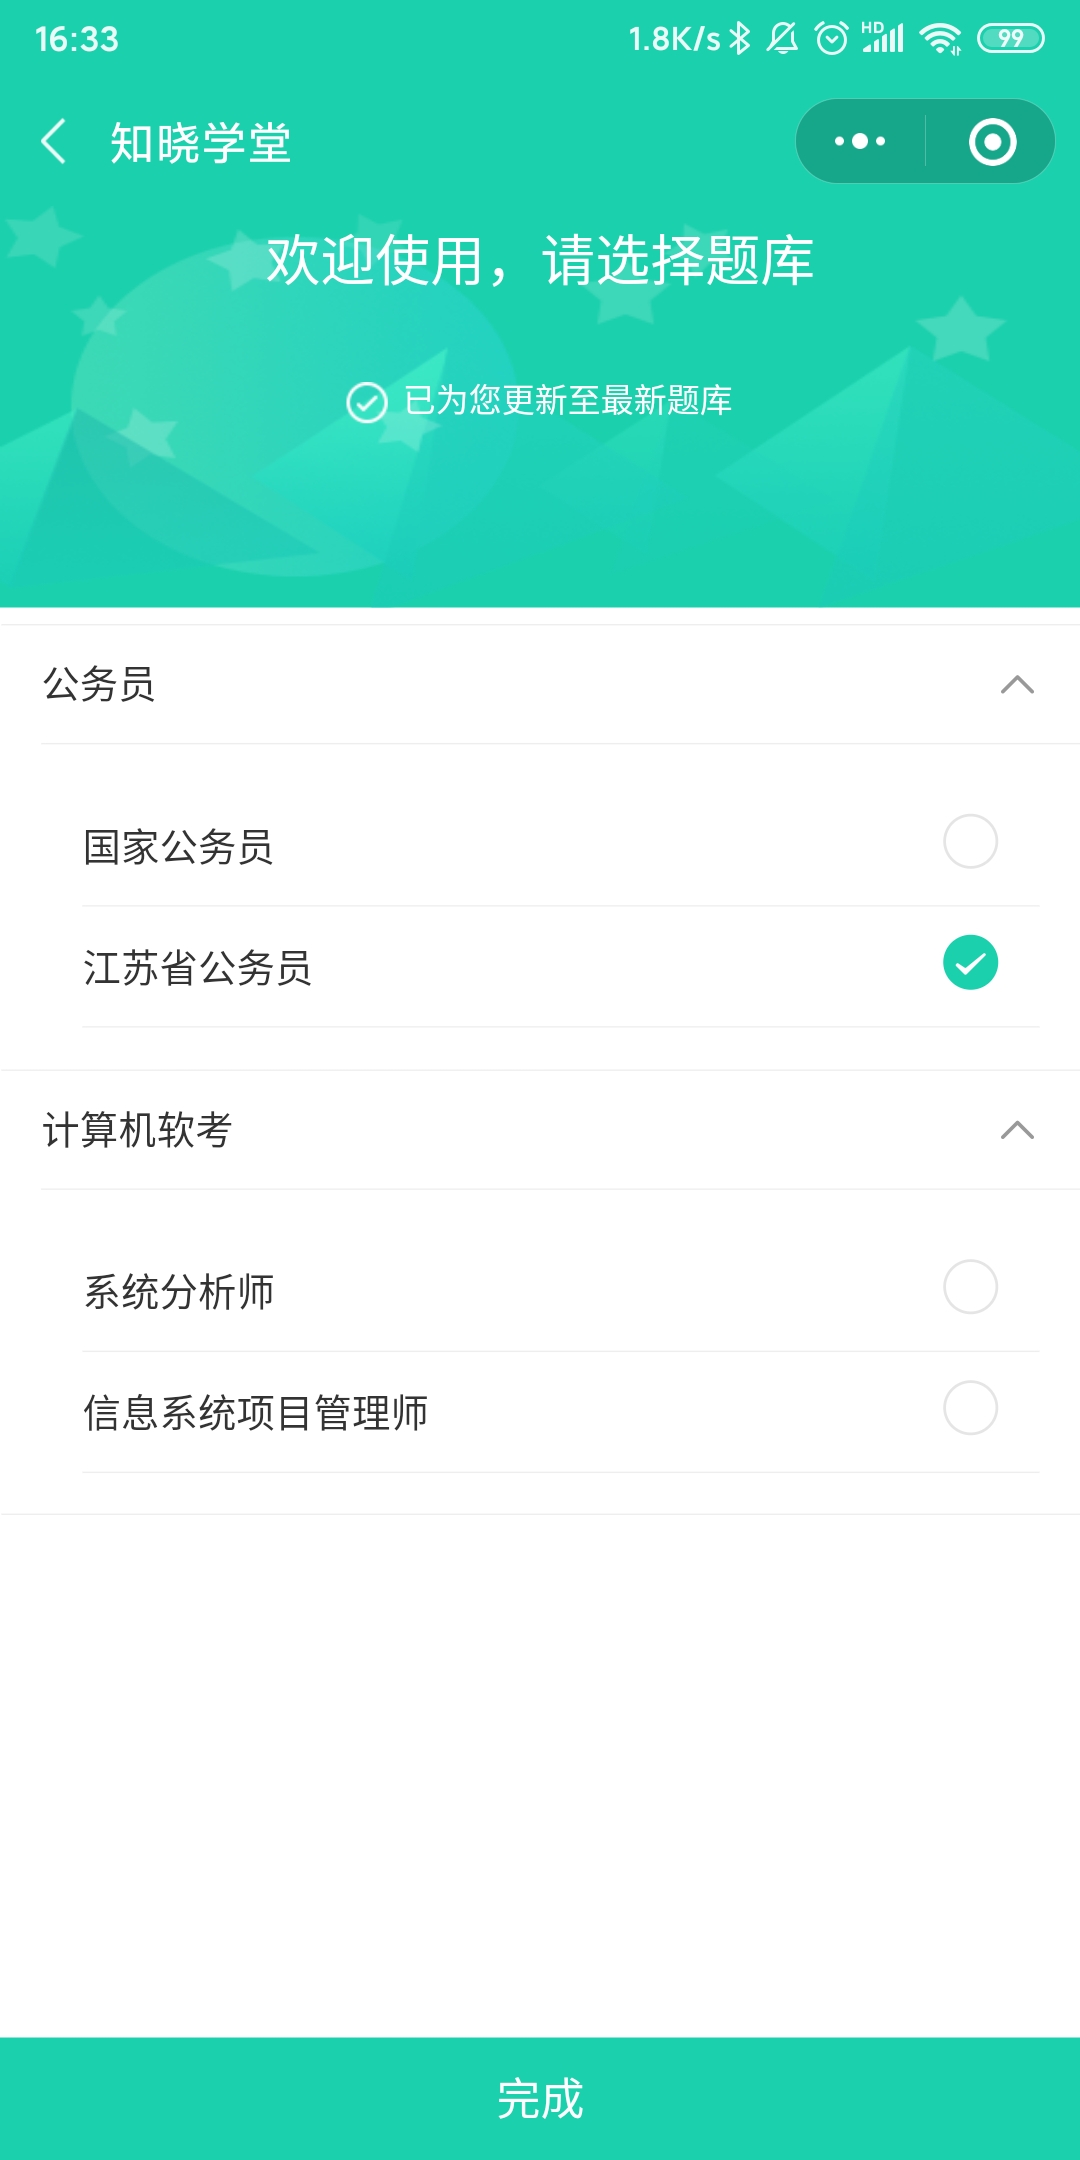 16:33
1.8K/s HD 99
知晓学堂
欢迎使用，请选择题库
已为您更新至最新题库
公务员
国家公务员
江苏省公务员
计算机软考
系统分析师
信息系统项目管理师
完成